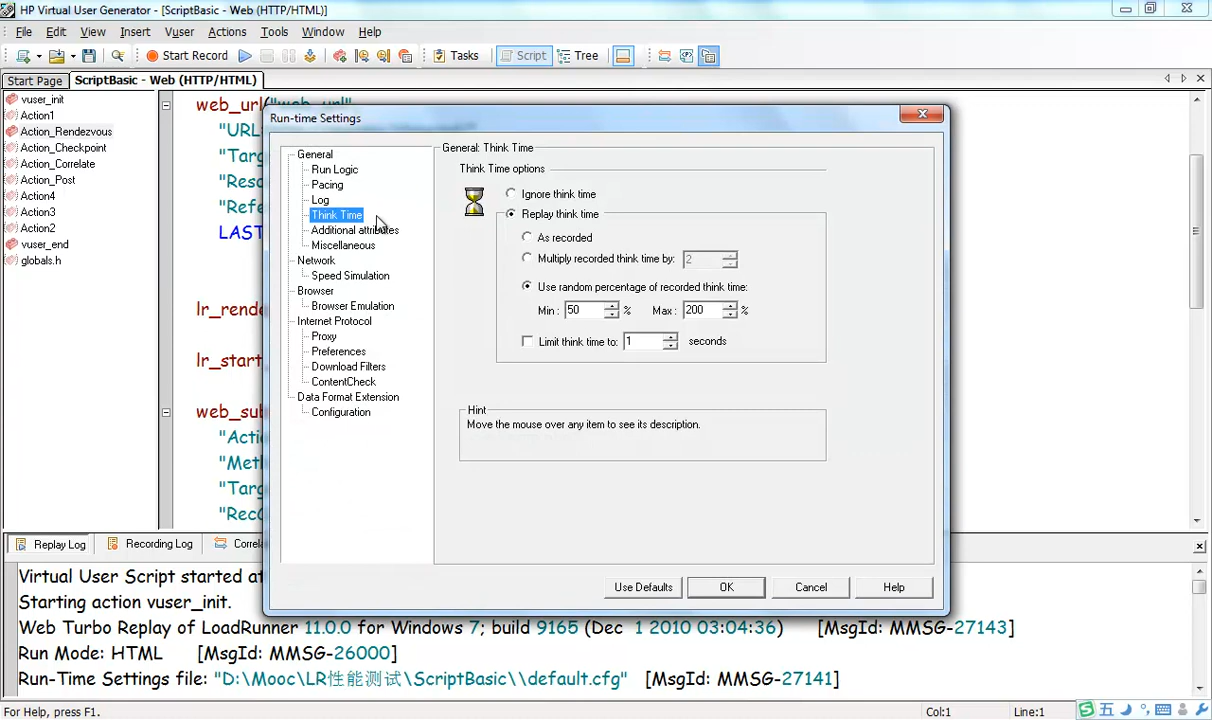 HP Virtual User Generator - [ScriptBasic - Web (HTTP/HTML)]
File Edit View Insert Vuser Actions Tools Window Help
Start Record Tasks Script Tree
Start Page ScriptBasic - Web (HTTP/HTML)
vuser_init
Action1
Action_Rendezvous
Action_Checkpoint
Action_Correlate
Action_Post
Action4
Action3
Action2
vuser_end
globals.h
web_url("web_url"
"URL
"Targ
"Reso
"Refe
LAST
lr_rende
lr_start
web_sub
"Actio
"Meth
"Targ
"RecC
Run-time Settings
General
Run Logic
Pacing
Log
Think Time
Additional attributes
Miscellaneous
Network
Speed Simulation
Browser
Browser Emulation
Internet Protocol
Proxy
Preferences
Download Filters
ContentCheck
Data Format Extension
Configuration
General: Think Time
Think Time options
Ignore think time
Replay think time
As recorded
Multiply recorded think time by: 2
Use random percentage of recorded think time:
Min : 50 % Max : 200 %
Limit think time to: 1 seconds
Hint
Move the mouse over any item to see its description.
Use Defaults OK Cancel Help
Replay Log Recording Log Correla
Virtual User Script started at
Starting action vuser_init.
Web Turbo Replay of LoadRunner 11.0.0 for Windows 7; build 9165 (Dec 1 2010 03:04:36) [MsgId: MMSG-27143]
Run Mode: HTML [MsgId: MMSG-26000]
Run-Time Settings file: "D:\Mooc\LR性能测试\ScriptBasic\\default.cfg" [MsgId: MMSG-27141]
For Help, press F1. Col:1 Line:1 五